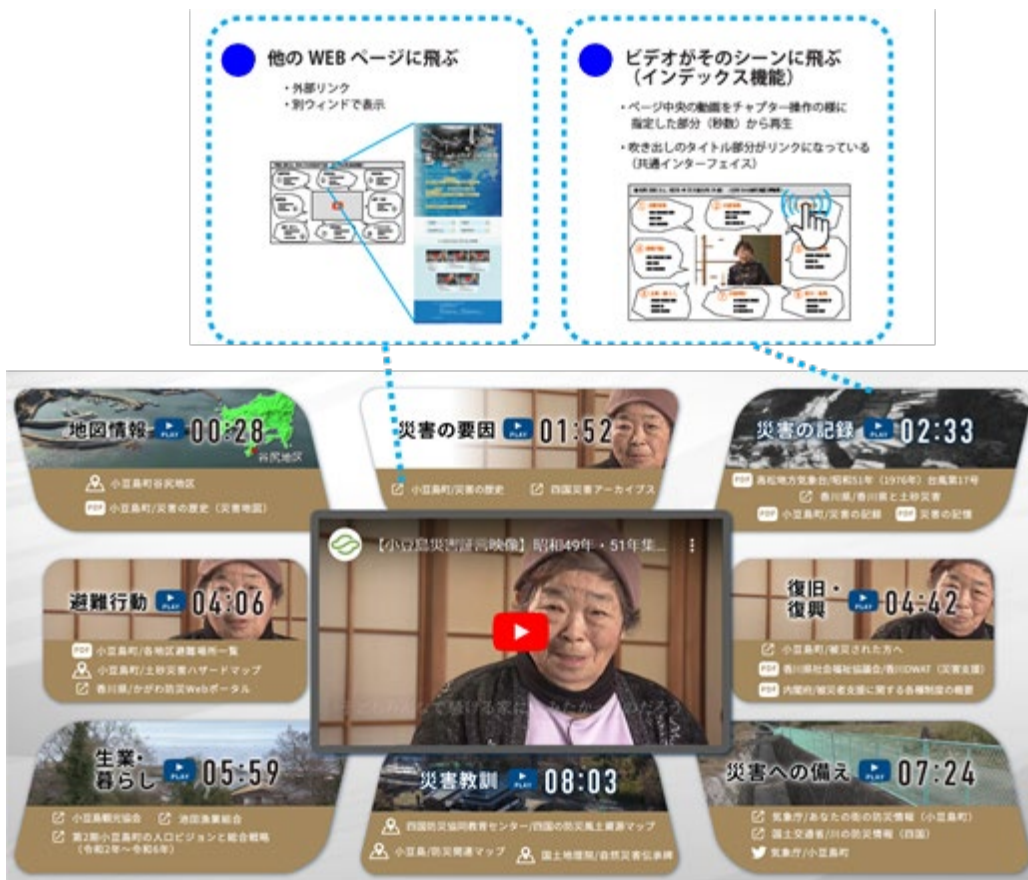 他の WEB ページに飛ぶ
・外部リンク
・別ウィンドで表示
ビデオがそのシーンに飛ぶ
（インデックス機能）
・ページ中央の動画をチャプター操作の様に
指定した部分（秒数）から再生
・吹き出しのタイトル部分がリンクになっている
（共通インターフェイス）
地図情報 PLAY 00:28
谷尻地区
小豆島町谷尻地区
PDF 小豆島町/災害の歴史（災害地図）
災害の要因 PLAY 01:52
小豆島町/災害の歴史 四国災害アーカイブス
災害の記録 PLAY 02:33
PDF 高松地方気象台/昭和51年（1976年）台風第17号
香川県/香川県と土砂災害
PDF 小豆島町/災害の記録 PDF 災害の記憶
【小豆島災害証言映像】昭和49年・51年集...
避難行動 PLAY 04:06
PDF 小豆島町/各地区避難場所一覧
小豆島町/土砂災害ハザードマップ
香川県/かがわ防災Webポータル
復旧・
復興 PLAY 04:42
小豆島町/被災された方へ
PDF 香川県社会福祉協議会/香川DWAT（災害支援）
PDF 内閣府/被災者支援に関する各種制度の概要
生業・
暮らし PLAY 05:59
小豆島観光協会 池田漁業組合
第2期小豆島町の人口ビジョンと総合戦略
（令和2年〜令和6年）
災害教訓 PLAY 08:03
四国防災協同教育センター/四国の防災風土資源マップ
小豆島/防災関連マップ 国土地理院/自然災害伝承碑
災害への備え PLAY 07:24
気象庁/あなたの街の防災情報（小豆島町）
国土交通省/川の防災情報（四国）
気象庁/小豆島町